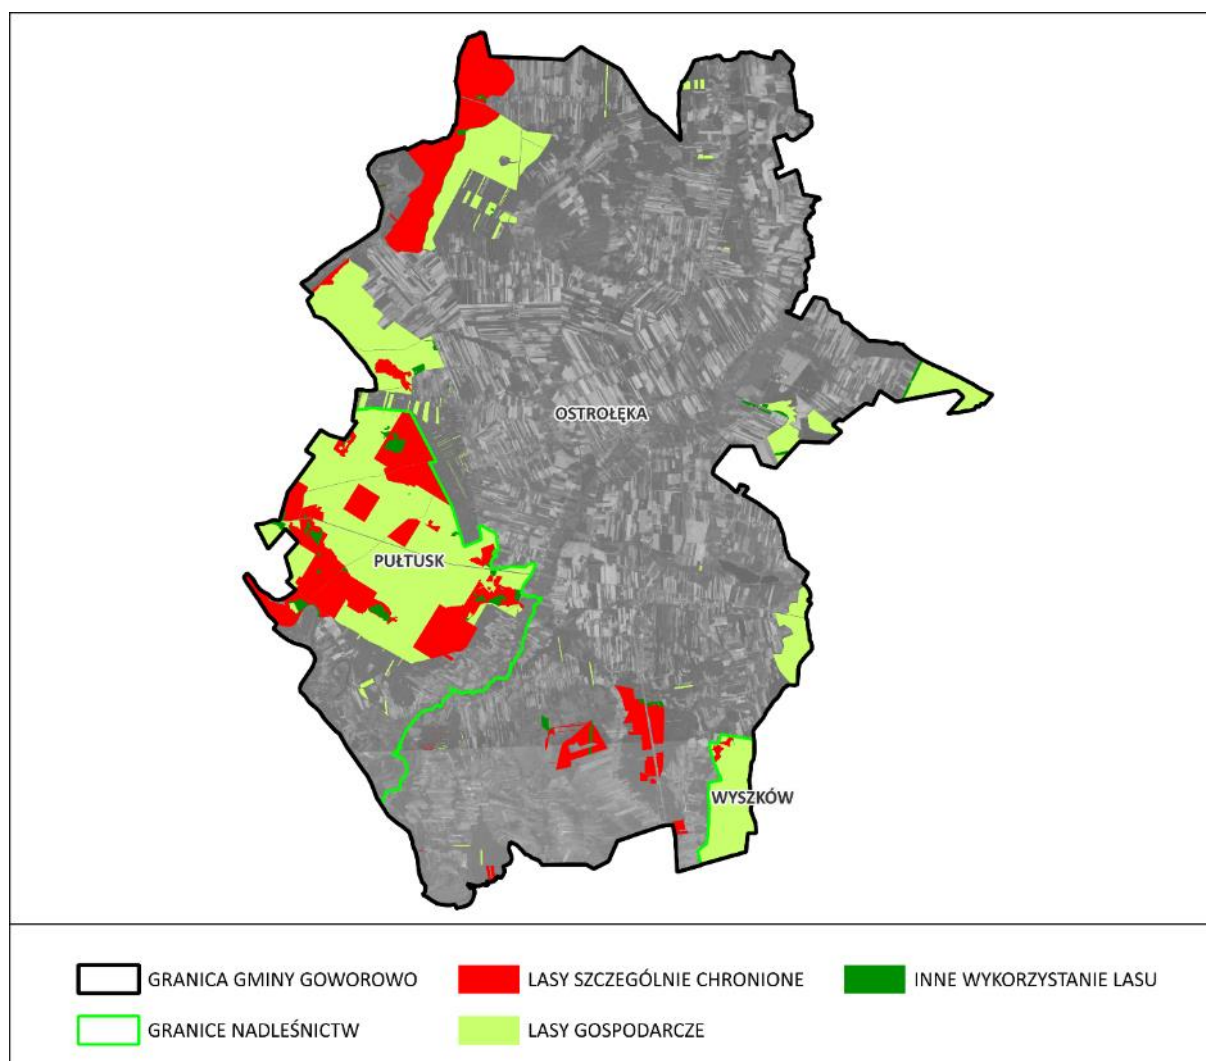 OSTROŁĘKA
PUŁTUSK
WYSZKÓW
GRANICA GMINY GOWOROWO
LASY SZCZEGÓLNIE CHRONIONE
INNE WYKORZYSTANIE LASU
GRANICE NADLEŚNICTW
LASY GOSPODARCZE